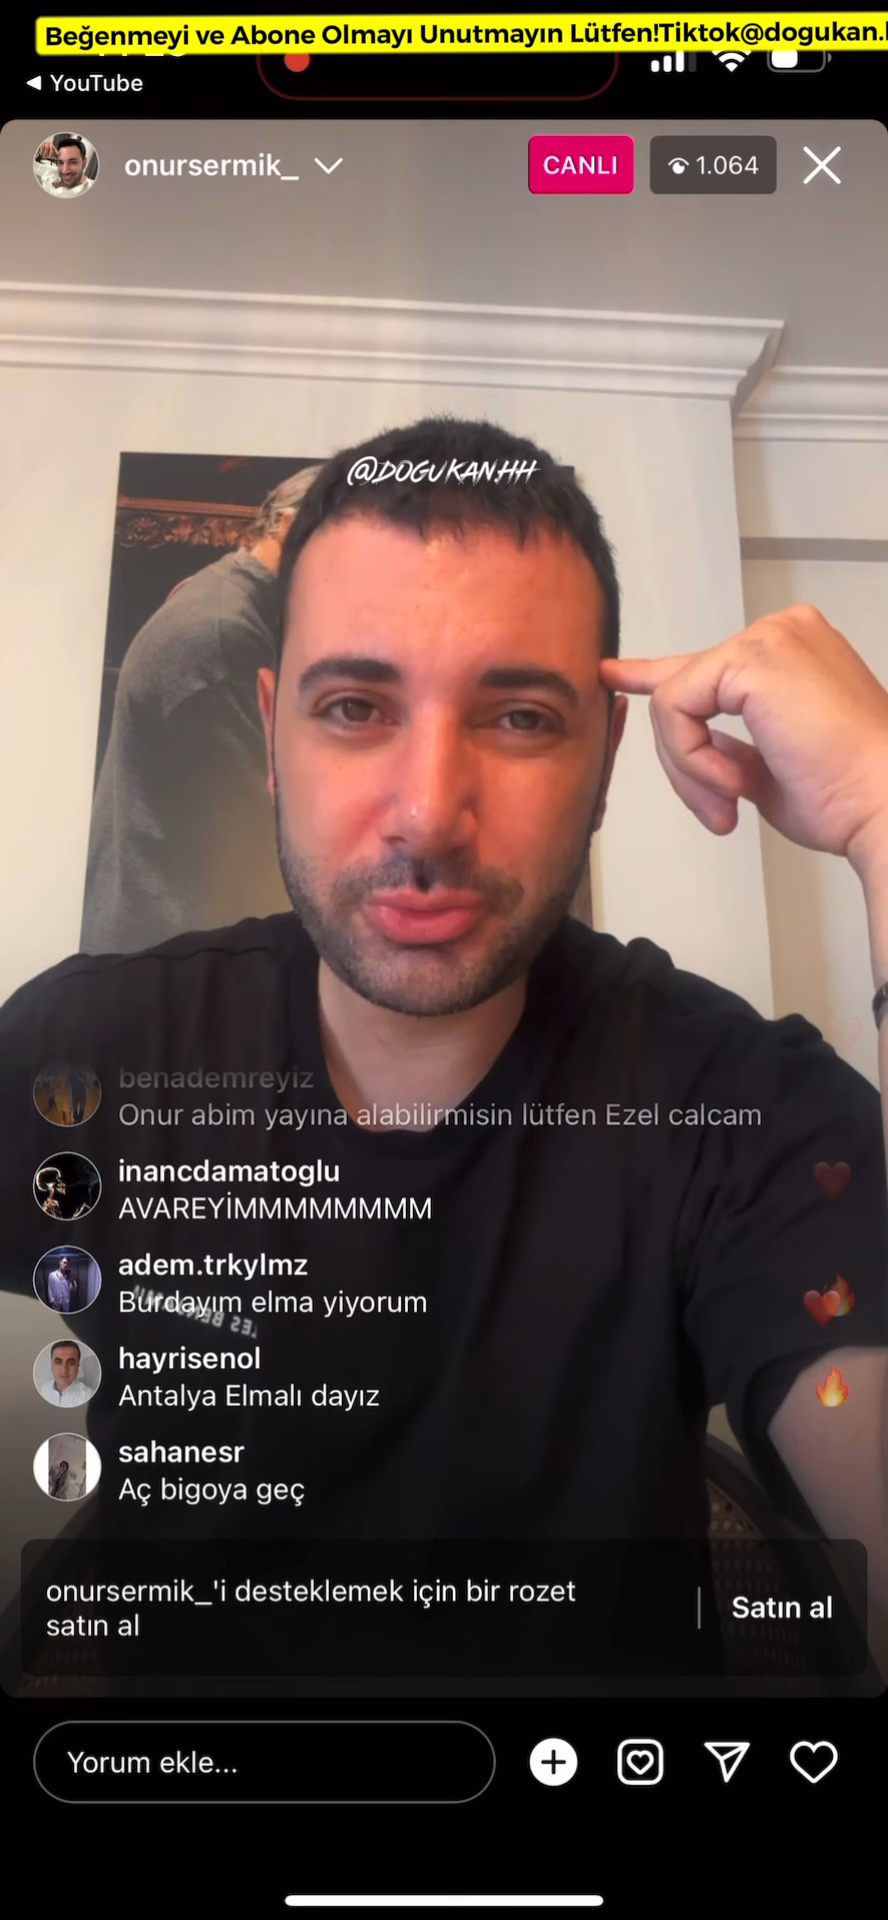 Beğenmeyi ve Abone Olmayı Unutmayın Lütfen!Tiktok@dogukan.
YouTube
onursermik_
CANLI
1.064
@DOGUKAN.HH
benademreyiz
Onur abim yayına alabilirmisin lütfen Ezel calcam
inancdamatoglu
AVAREYİMMMMMMMM
adem.trkylmz
Burdayım elma yiyorum
hayrisenol
Antalya Elmalı dayız
sahanesr
Aç bigoya geç
onursermik_'i desteklemek için bir rozet
satın al
Satın al
Yorum ekle...